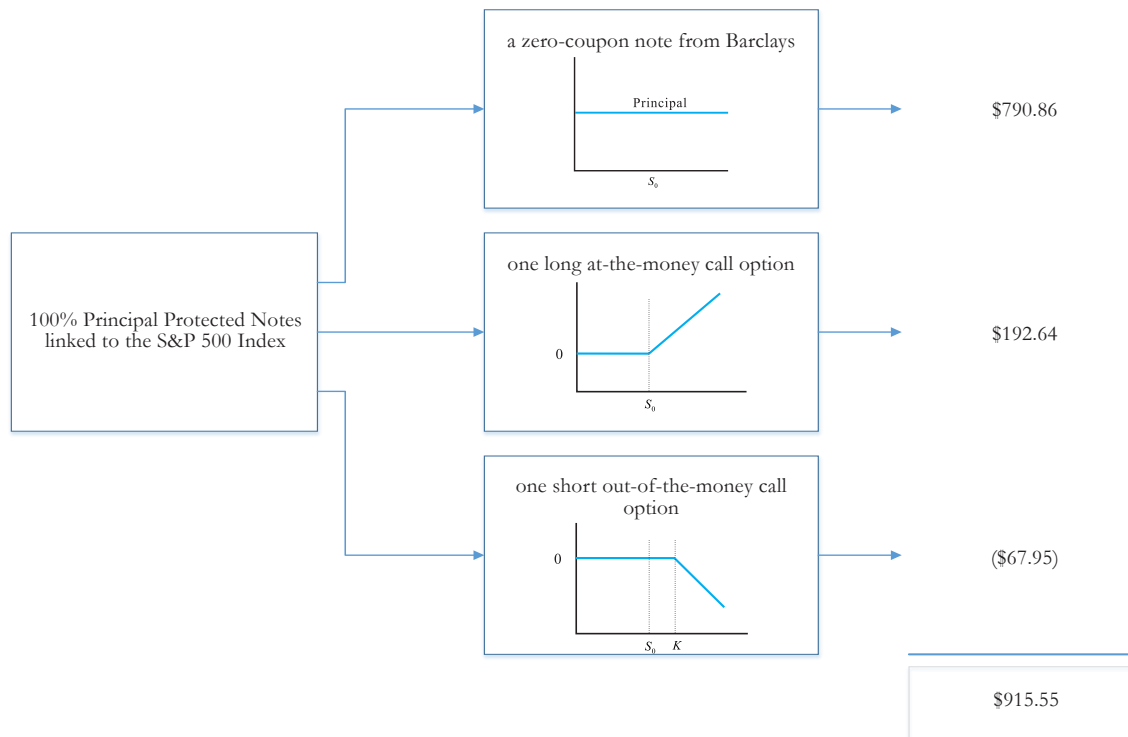 a zero-coupon note from Barclays
Principal
S₀
$790.86
100% Principal Protected Notes
linked to the S&P 500 Index
one long at-the-money call option
0
S₀
$192.64
one short out-of-the-money call
option
0
S₀ K
($67.95)
$915.55